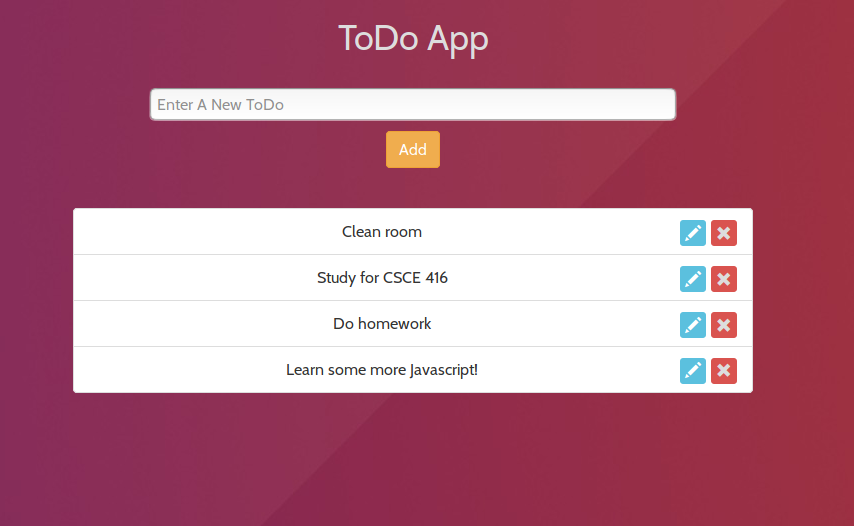 ToDo App
Enter A New ToDo
Add
Clean room
Study for CSCE 416
Do homework
Learn some more Javascript!